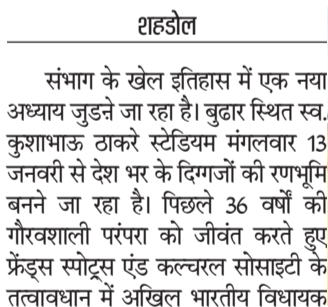 शहडोल
संभाग के खेल इतिहास में एक नया
अध्याय जुडऩे जा रहा है। बुढार स्थित स्व.
कुशाभाऊ ठाकरे स्टेडियम मंगलवार 13
जनवरी से देश भर के दिग्गजों की रणभूमि
बनने जा रहा है। पिछले 36 वर्षों की
गौरवशाली परंपरा को जीवंत करते हुए
फ्रेंड्स स्पोट्र्स एंड कल्चरल सोसाइटी के
तत्वावधान में अखिल भारतीय विधायक